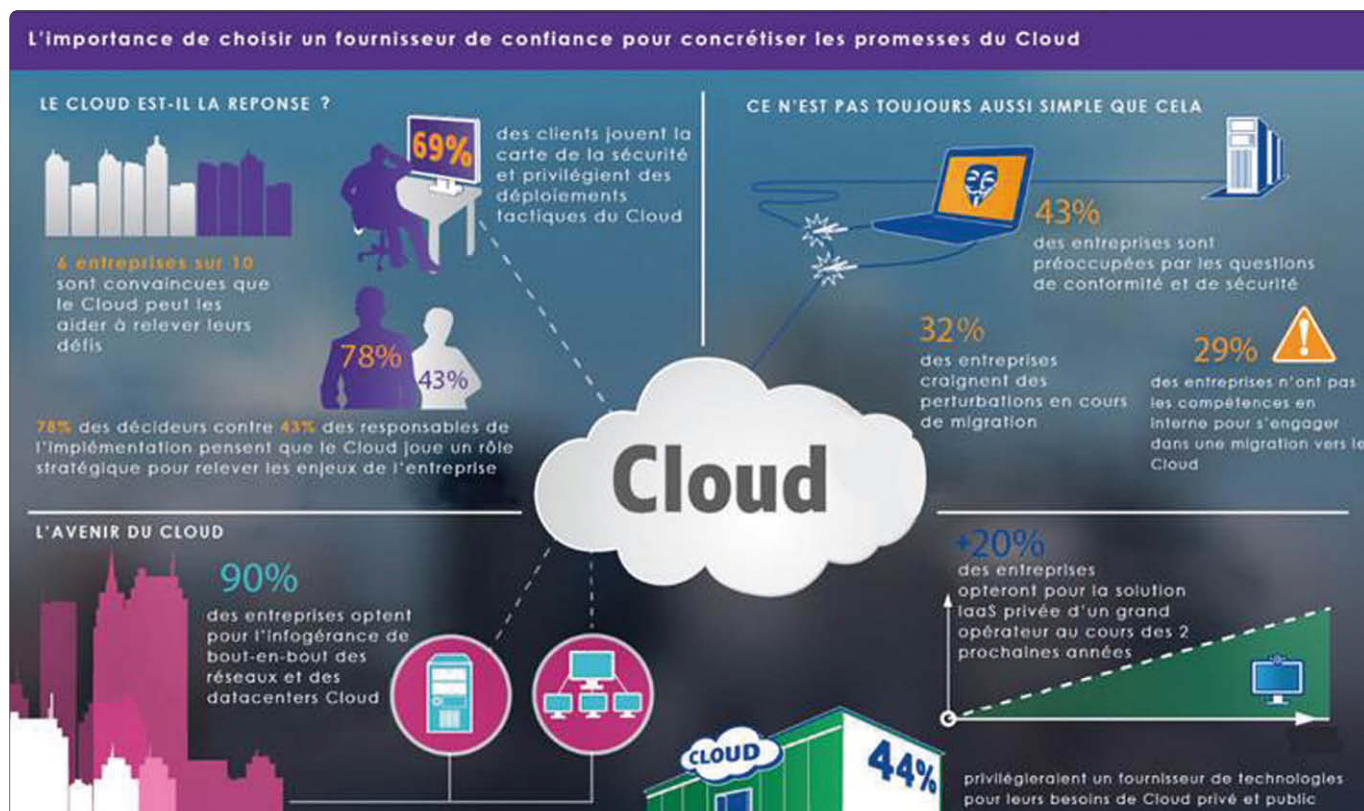 L'importance de choisir un fournisseur de confiance pour concrétiser les promesses du Cloud
LE CLOUD EST-IL LA REPONSE ?
69%
des clients jouent la
carte de la sécurité
et privilégient des
déploiements
tactiques du Cloud
6 entreprises sur 10
sont convaincues que
le Cloud peut les
aider à relever leurs
défis
78%
43%
78% des décideurs contre 43% des responsables de
l'implémentation pensent que le Cloud joue un rôle
stratégique pour relever les enjeux de l'entreprise
CE N'EST PAS TOUJOURS AUSSI SIMPLE QUE CELA
43%
des entreprises sont
préoccupées par les questions
de conformité et de sécurité
32%
des entreprises
craignent des
perturbations en cours
de migration
29%
des entreprises n'ont pas
les compétences en
interne pour s'engager
dans une migration vers le
Cloud
Cloud
L'AVENIR DU CLOUD
90%
des entreprises optent
pour l'infogérance de
bout-en-bout des
réseaux et des
datacenters Cloud
+20%
des entreprises
opteront pour la solution
IaaS privée d'un grand
opérateur au cours des 2
prochaines années
CLOUD
44%
privilégieraient un fournisseur de technologies
pour leurs besoins de Cloud privé et public